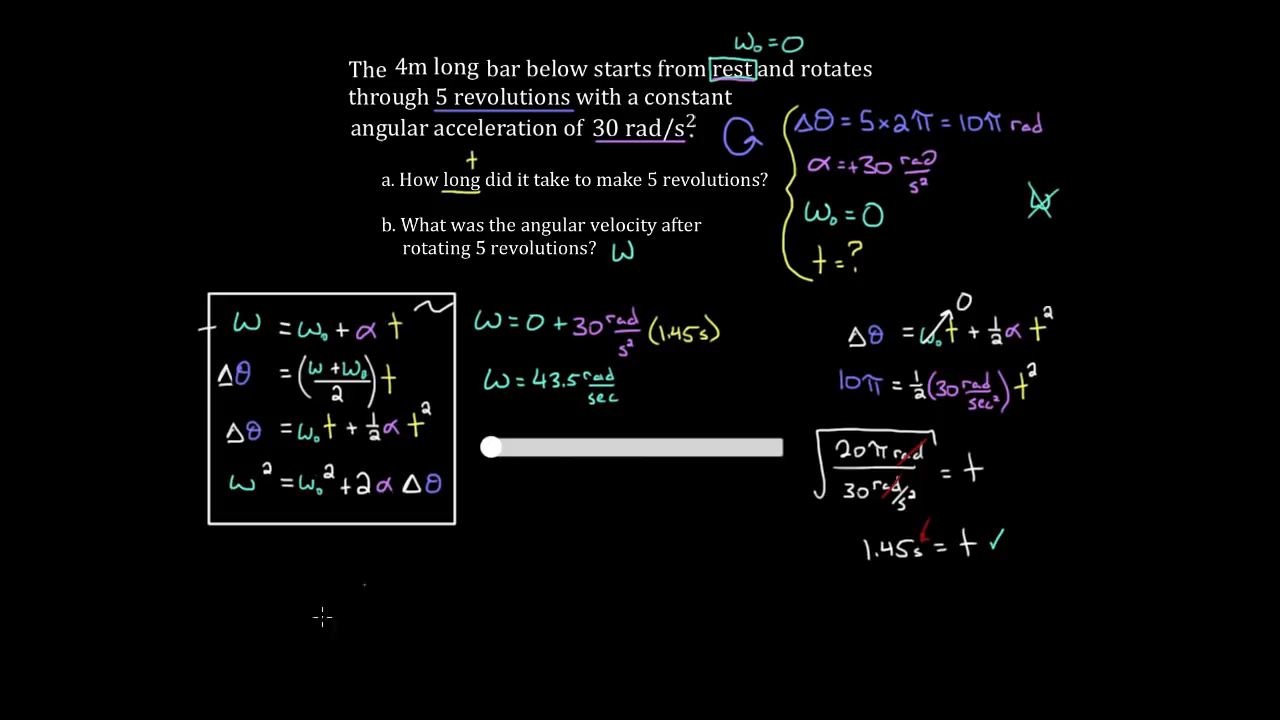 ω₀ = 0
The 4m long bar below starts from rest and rotates
through 5 revolutions with a constant
angular acceleration of 30 rad/s².
t
a. How long did it take to make 5 revolutions?
b. What was the angular velocity after
rotating 5 revolutions? ω
Δθ = 5×2π = 10π rad
α = +30 rad/s²
ω₀ = 0
t = ?
ω = ω₀ + α t
Δθ = (ω + ω₀/2) t
Δθ = ω₀t + ½ α t²
ω² = ω₀² + 2α Δθ
ω = 0 + 30 rad/s² (1.45s)
ω = 43.5 rad/sec
0
Δθ = ω₀t + ½ α t²
10π = ½ (30 rad/sec²) t²
√(20π rad / 30 rad/s²) = t
1.45s = t ✓